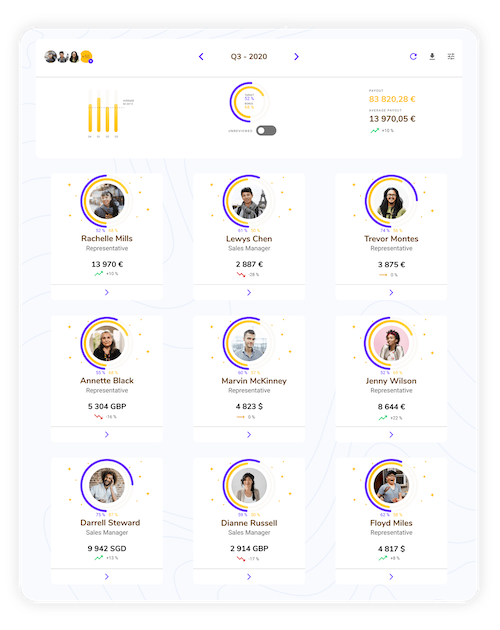 Q3 - 2020
PAYOUT
83 820,28 €
AVERAGE PAYOUT
13 970,05 €
+10 %
UNREVIEWED
Rachelle Mills
Representative
13 970 €
+10 %
Lewys Chen
Sales Manager
2 887 €
-28 %
Trevor Montes
Representative
3 875 €
0 %
Annette Black
Representative
5 304 GBP
-16 %
Marvin McKinney
Representative
4 823 $
0 %
Jenny Wilson
Representative
8 644 €
+22 %
Darrell Steward
Sales Manager
9 942 SGD
+13 %
Dianne Russell
Sales Manager
2 914 GBP
-17 %
Floyd Miles
Representative
4 817 $
+8 %